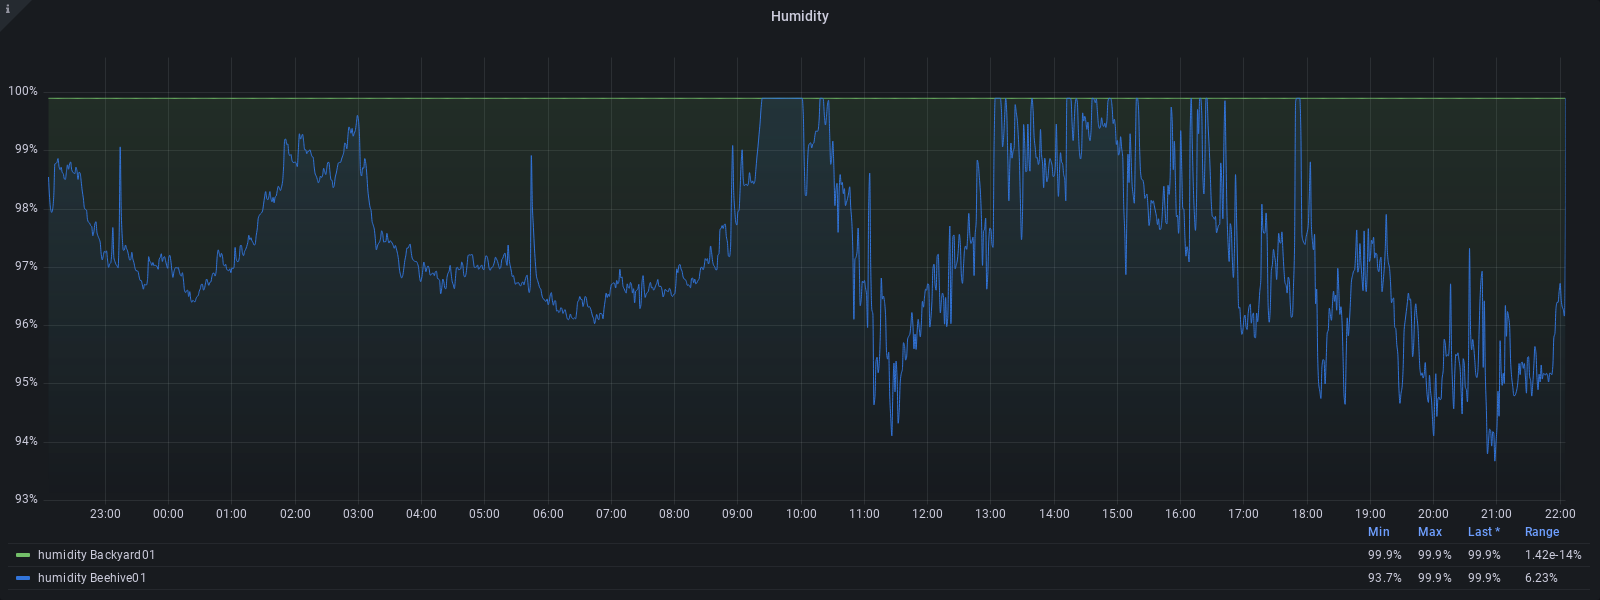 i
Humidity
100%
99%
98%
97%
96%
95%
94%
93%
23:00 00:00 01:00 02:00 03:00 04:00 05:00 06:00 07:00 08:00 09:00 10:00 11:00 12:00 13:00 14:00 15:00 16:00 17:00 18:00 19:00 20:00 21:00 22:00
Min Max Last * Range
humidity Backyard01 99.9% 99.9% 99.9% 1.42e-14%
humidity Beehive01 93.7% 99.9% 99.9% 6.23%